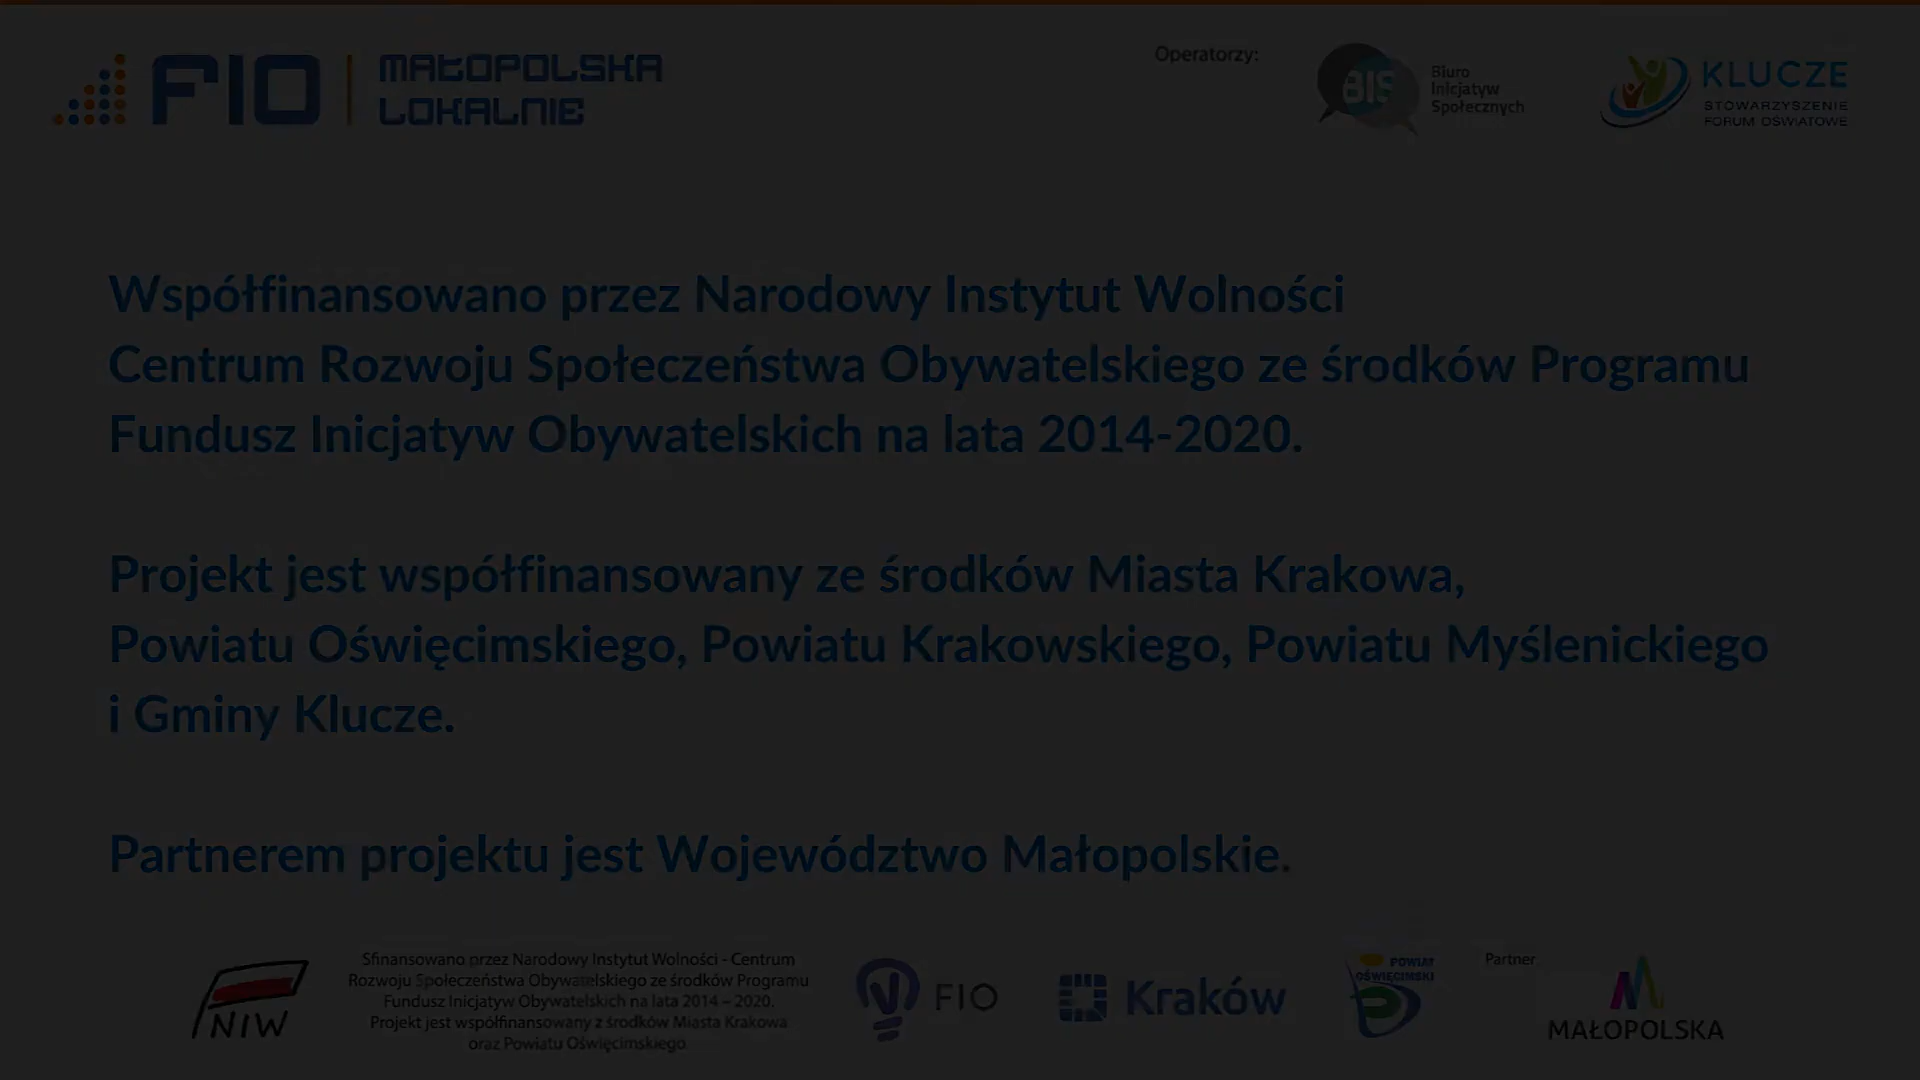 FIO MAŁOPOLSKA
LOKALNIE
Operatorzy:
BIS
Biuro
Inicjatyw
Społecznych
KLUCZE
STOWARZYSZENIE
FORUM OŚWIATOWE
Współfinansowano przez Narodowy Instytut Wolności
Centrum Rozwoju Społeczeństwa Obywatelskiego ze środków Programu
Fundusz Inicjatyw Obywatelskich na lata 2014-2020.
Projekt jest współfinansowany ze środków Miasta Krakowa,
Powiatu Oświęcimskiego, Powiatu Krakowskiego, Powiatu Myślenickiego
i Gminy Klucze.
Partnerem projektu jest Województwo Małopolskie.
NIW
Sfinansowano przez Narodowy Instytut Wolności - Centrum
Rozwoju Społeczeństwa Obywatelskiego ze środków Programu
Fundusz Inicjatyw Obywatelskich na lata 2014 – 2020.
Projekt jest współfinansowany z środków Miasta Krakowa
oraz Powiatu Oświęcimskiego
FIO
Kraków
POWIAT
OŚWIĘCIMSKI
Partner
MAŁOPOLSKA